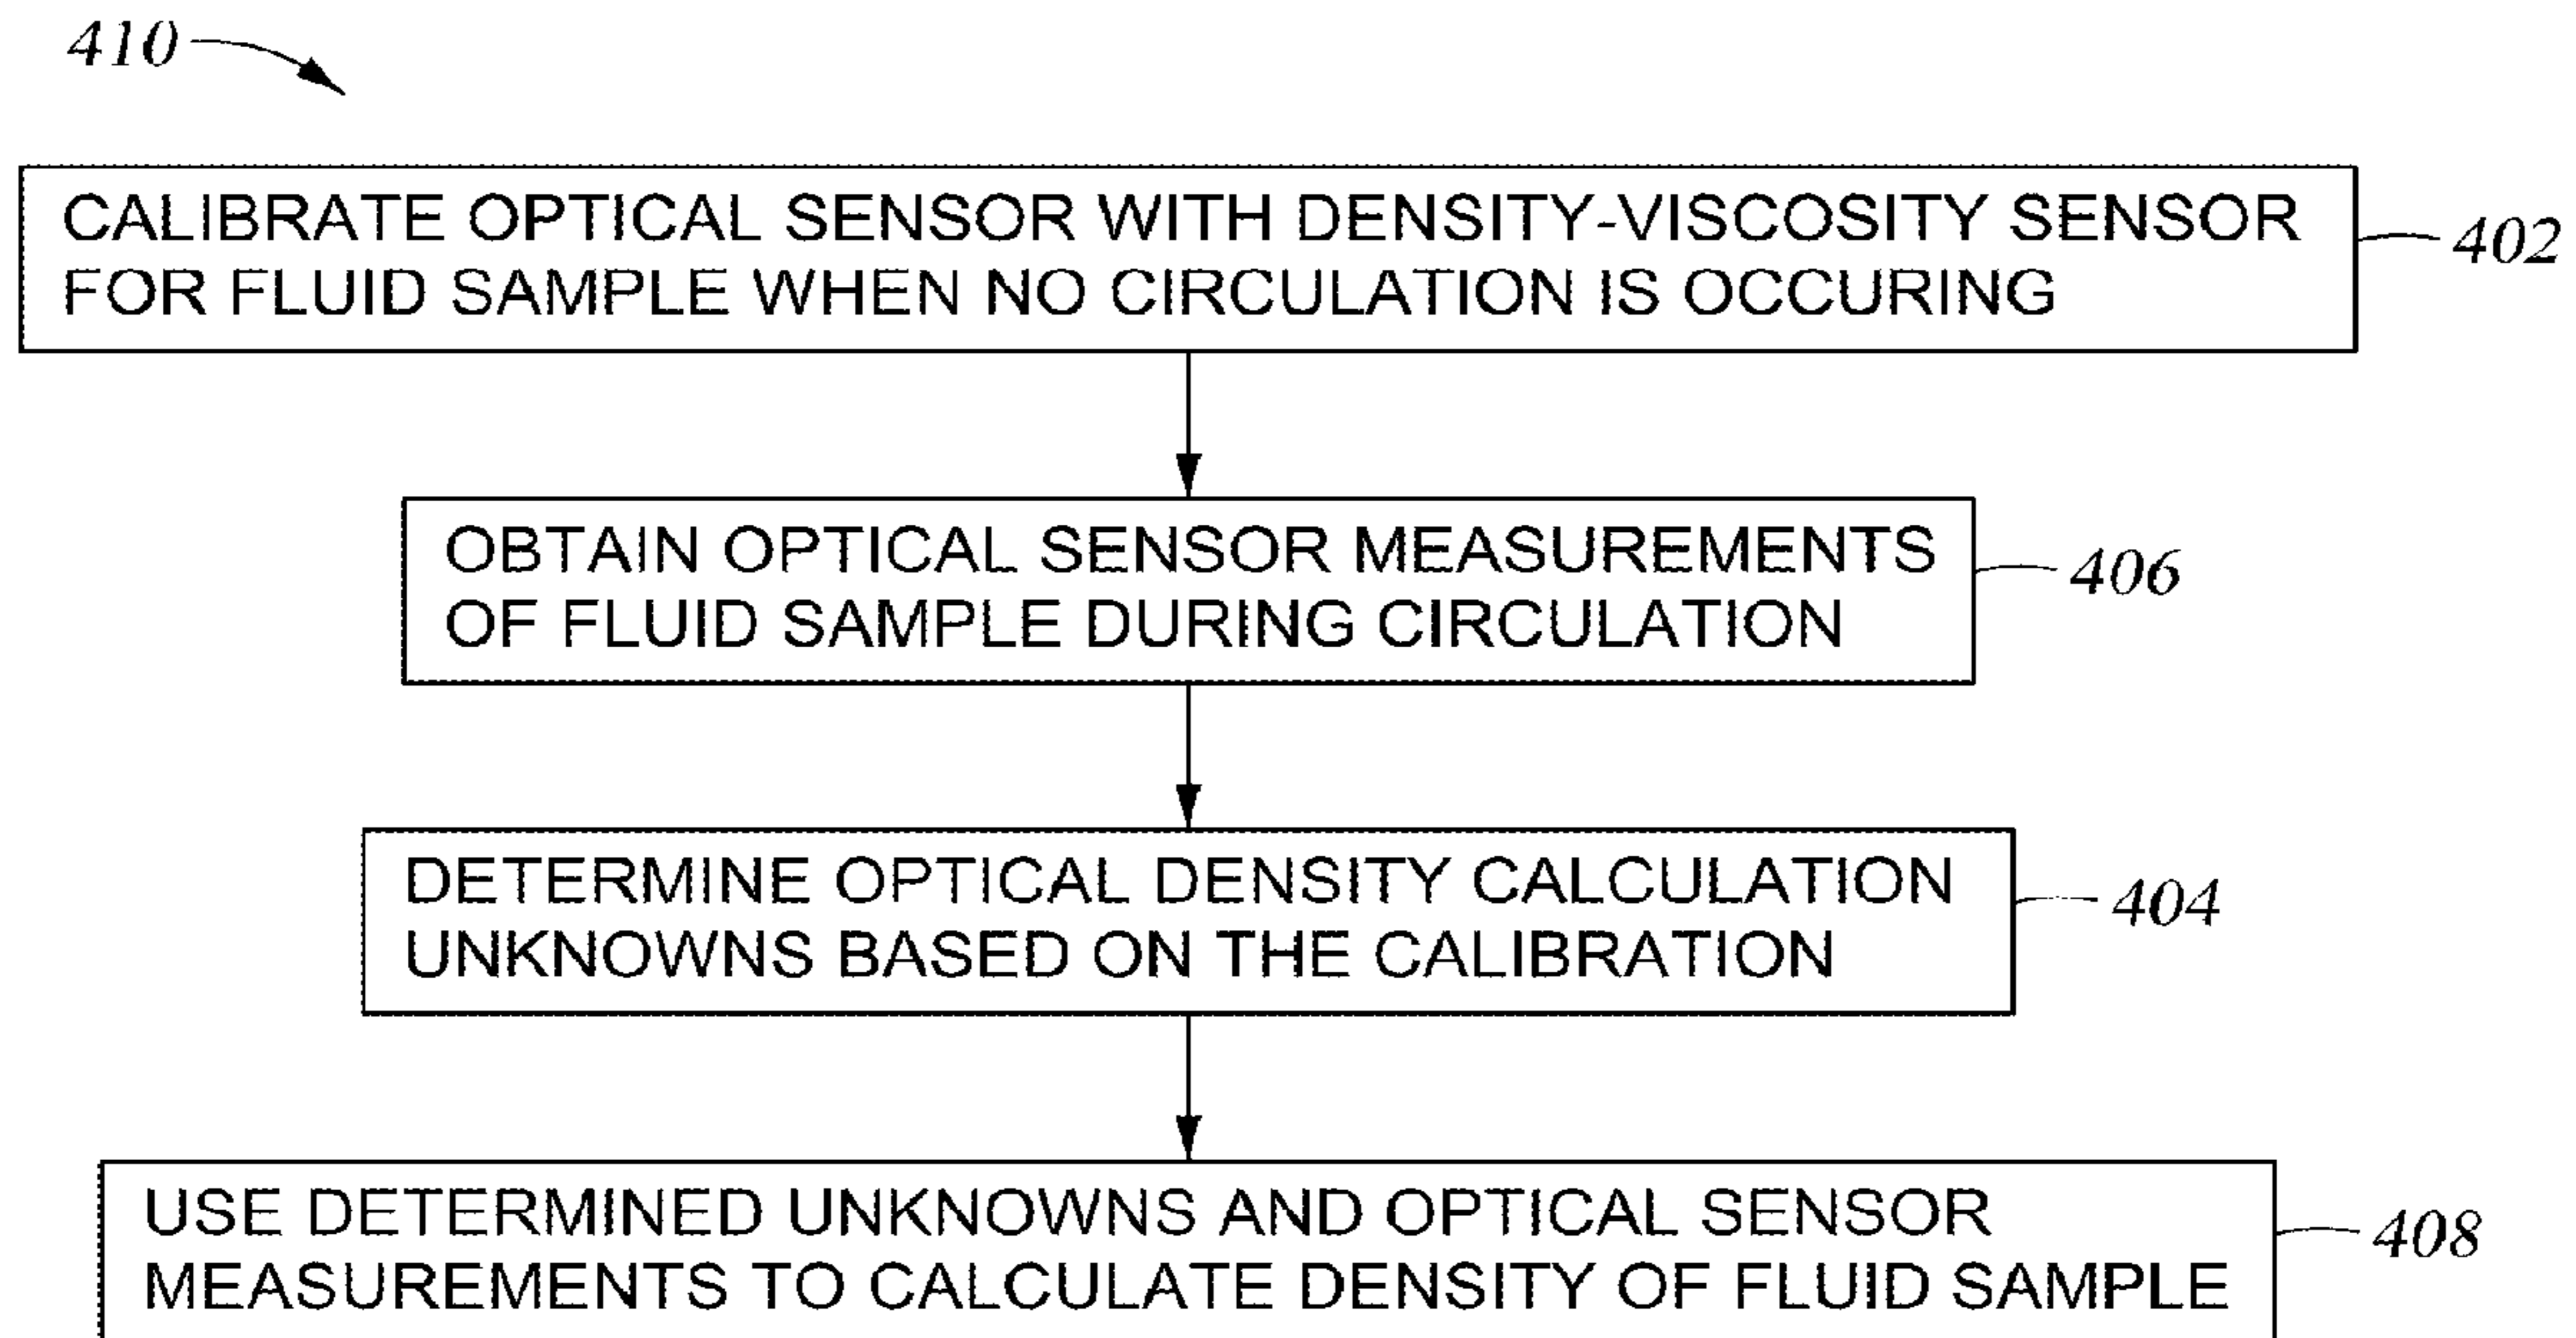 410
CALIBRATE OPTICAL SENSOR WITH DENSITY-VISCOSITY SENSOR
FOR FLUID SAMPLE WHEN NO CIRCULATION IS OCCURING
402
OBTAIN OPTICAL SENSOR MEASUREMENTS
OF FLUID SAMPLE DURING CIRCULATION
406
DETERMINE OPTICAL DENSITY CALCULATION
UNKNOWNS BASED ON THE CALIBRATION
404
USE DETERMINED UNKNOWNS AND OPTICAL SENSOR
MEASUREMENTS TO CALCULATE DENSITY OF FLUID SAMPLE
408